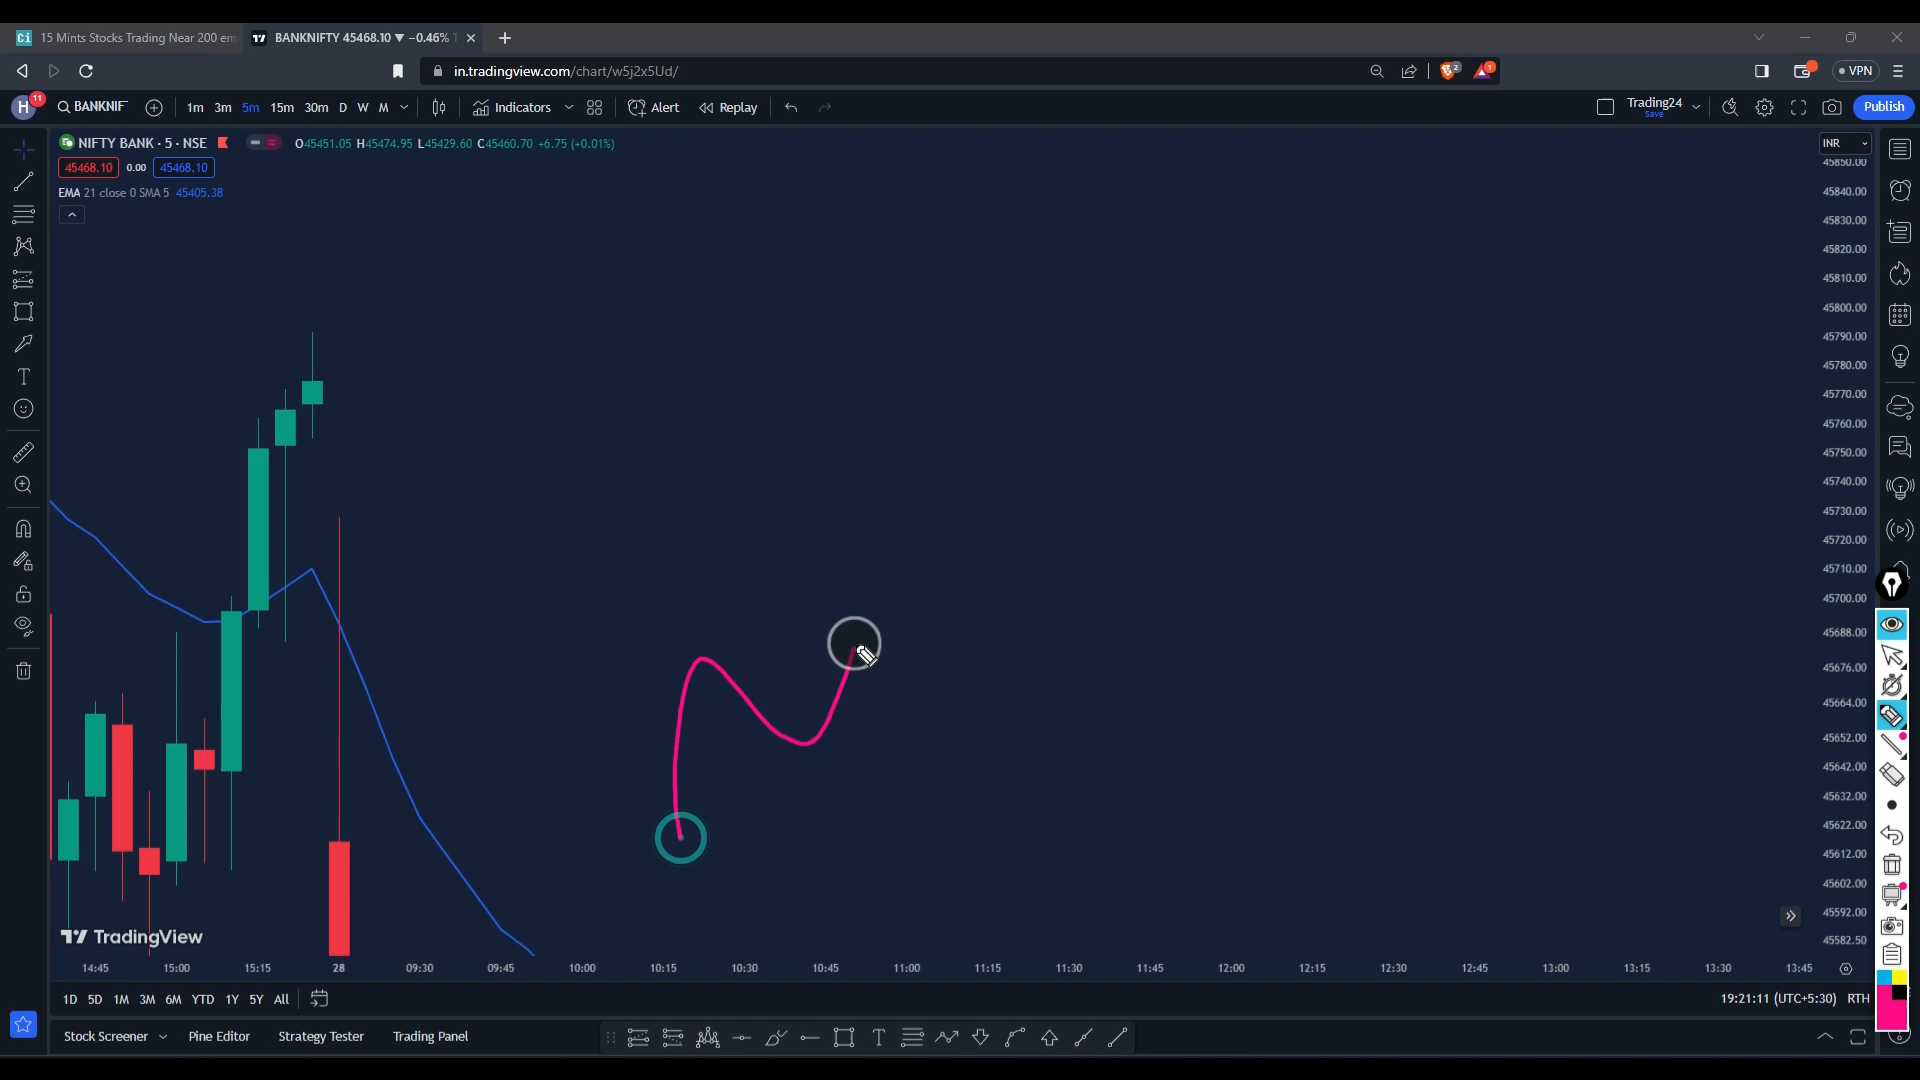 15 Mints Stocks Trading Near 200 em
BANKNIFTY 45468.10 ▼ −0.46%
in.tradingview.com/chart/w5j2x5Ud/
VPN
H 11 BANKNIF 1m 3m 5m 15m 30m D W M Indicators Alert Replay Trading24 Save Publish
NIFTY BANK · 5 · NSE O45451.05 H45474.95 L45429.60 C45460.70 +6.75 (+0.01%)
INR
45468.10 0.00 45468.10
EMA 21 close 0 SMA 5 45405.38
45850.00
45840.00
45830.00
45820.00
45810.00
45800.00
45790.00
45780.00
45770.00
45760.00
45750.00
45740.00
45730.00
45720.00
45710.00
45700.00
45688.00
45676.00
45664.00
45652.00
45642.00
45632.00
45622.00
45612.00
45602.00
45592.00
45582.50
TradingView
14:45 15:00 15:15 28 09:30 09:45 10:00 10:15 10:30 10:45 11:00 11:15 11:30 11:45 12:00 12:15 12:30 12:45 13:00 13:15 13:30 13:45
1D 5D 1M 3M 6M YTD 1Y 5Y All 19:21:11 (UTC+5:30) RTH
Stock Screener Pine Editor Strategy Tester Trading Panel